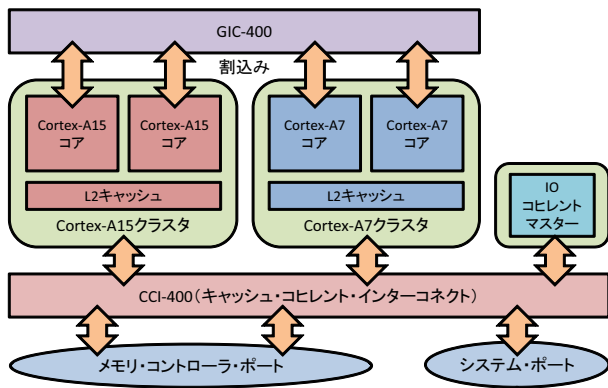 GIC-400
割込み
Cortex-A15
コア
Cortex-A15
コア
L2キャッシュ
Cortex-A15クラスタ
Cortex-A7
コア
Cortex-A7
コア
L2キャッシュ
Cortex-A7クラスタ
IO
コヒレント
マスター
CCI-400(キャッシュ・コヒレント・インターコネクト)
メモリ・コントローラ・ポート
システム・ポート